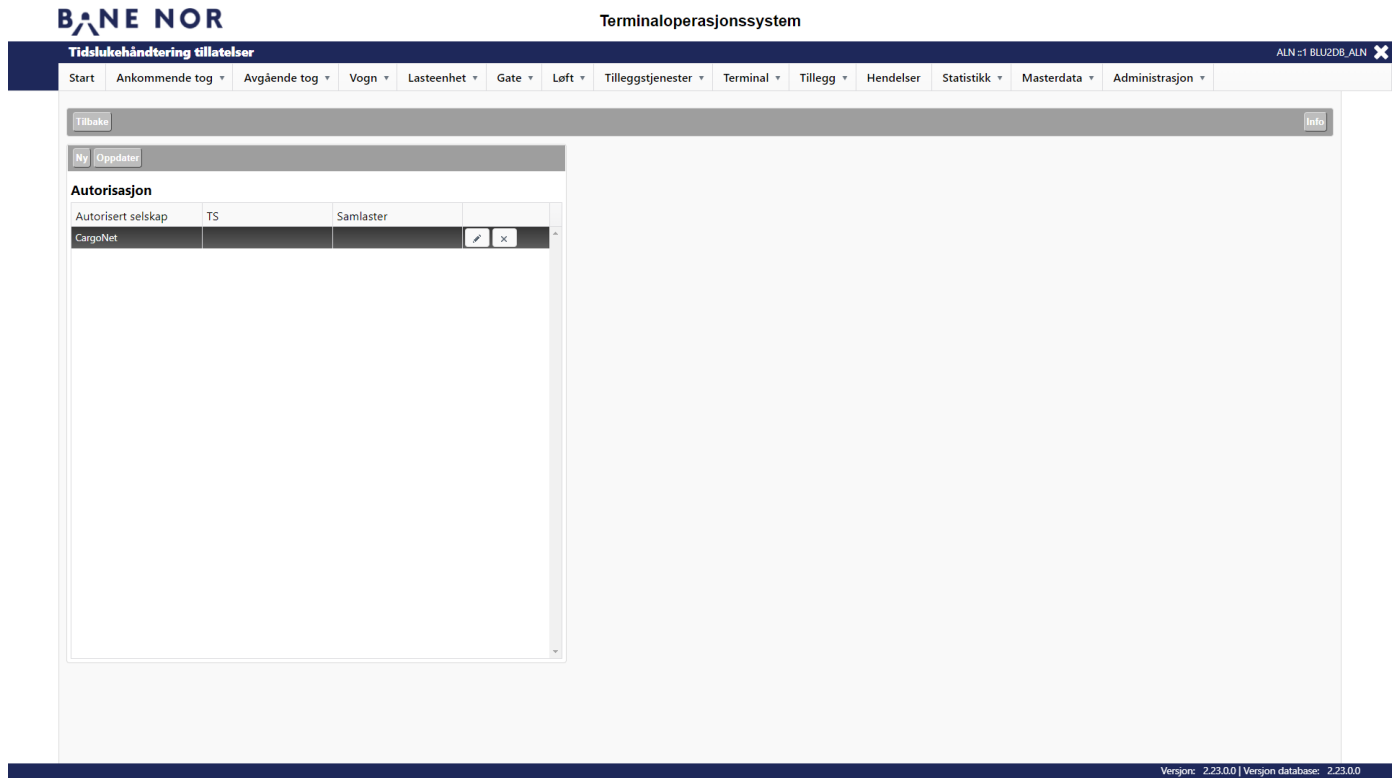 BANE NOR
Terminaloperasjonssystem
Tidslukehåndtering tillatelser
ALN ::1 BLU2DB_ALN
Start Ankommende tog Avgående tog Vogn Lasteenhet Gate Løft Tilleggstjenester Terminal Tillegg Hendelser Statistikk Masterdata Administrasjon
Tilbake Info
Ny Oppdater
Autorisasjon
Autorisert selskap TS Samlaster
CargoNet
Versjon: 2.23.0.0 | Versjon database: 2.23.0.0